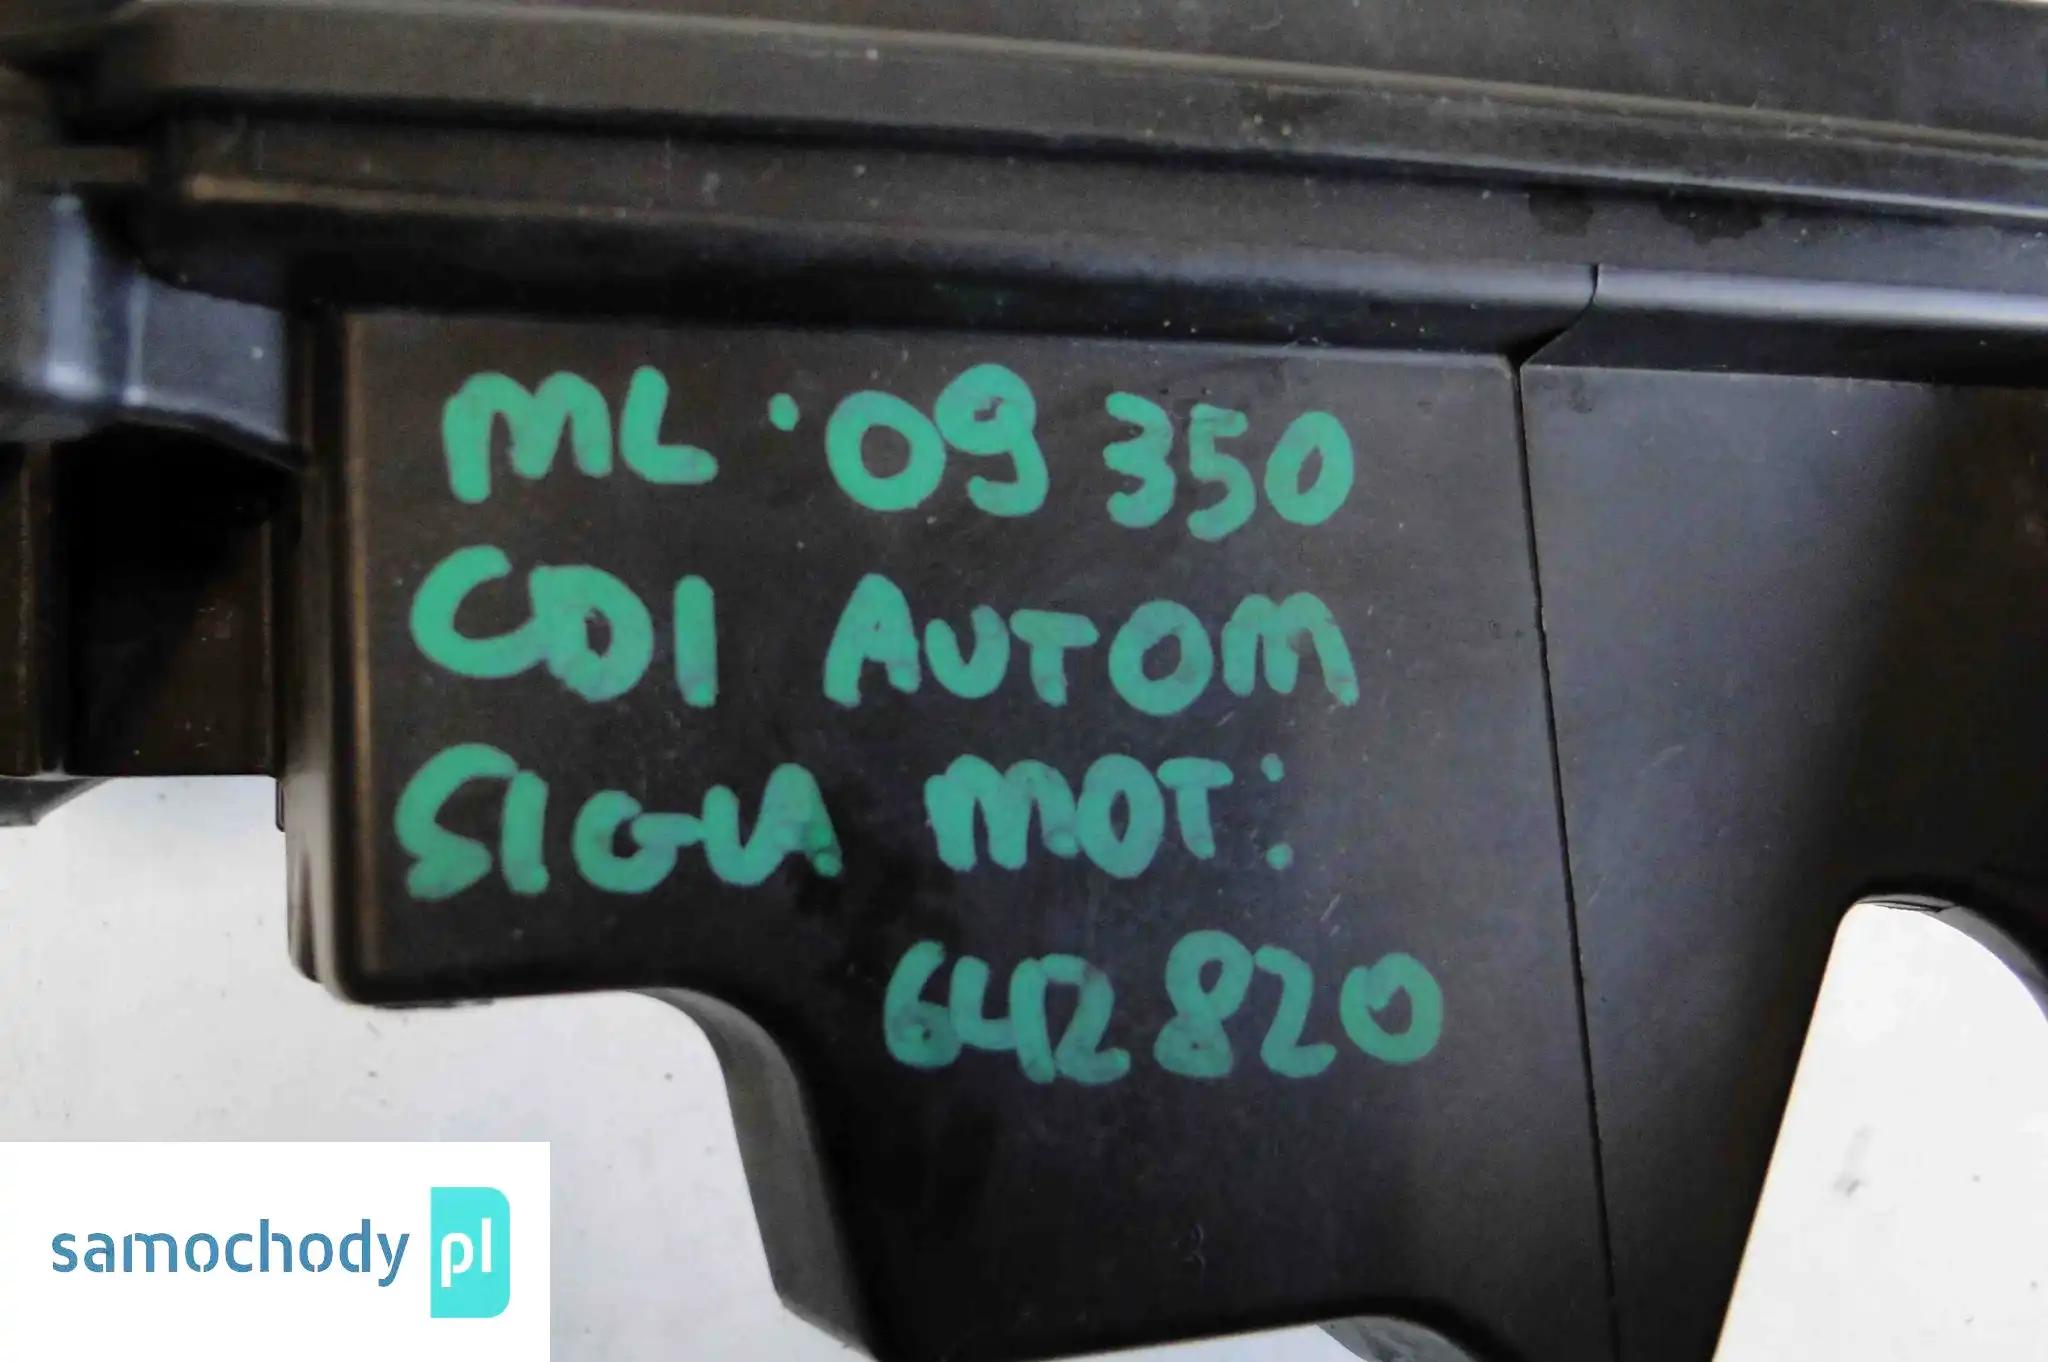 ML · 09 350
CDI AUTOM
SIGLA MOT:
642820
samochody pl